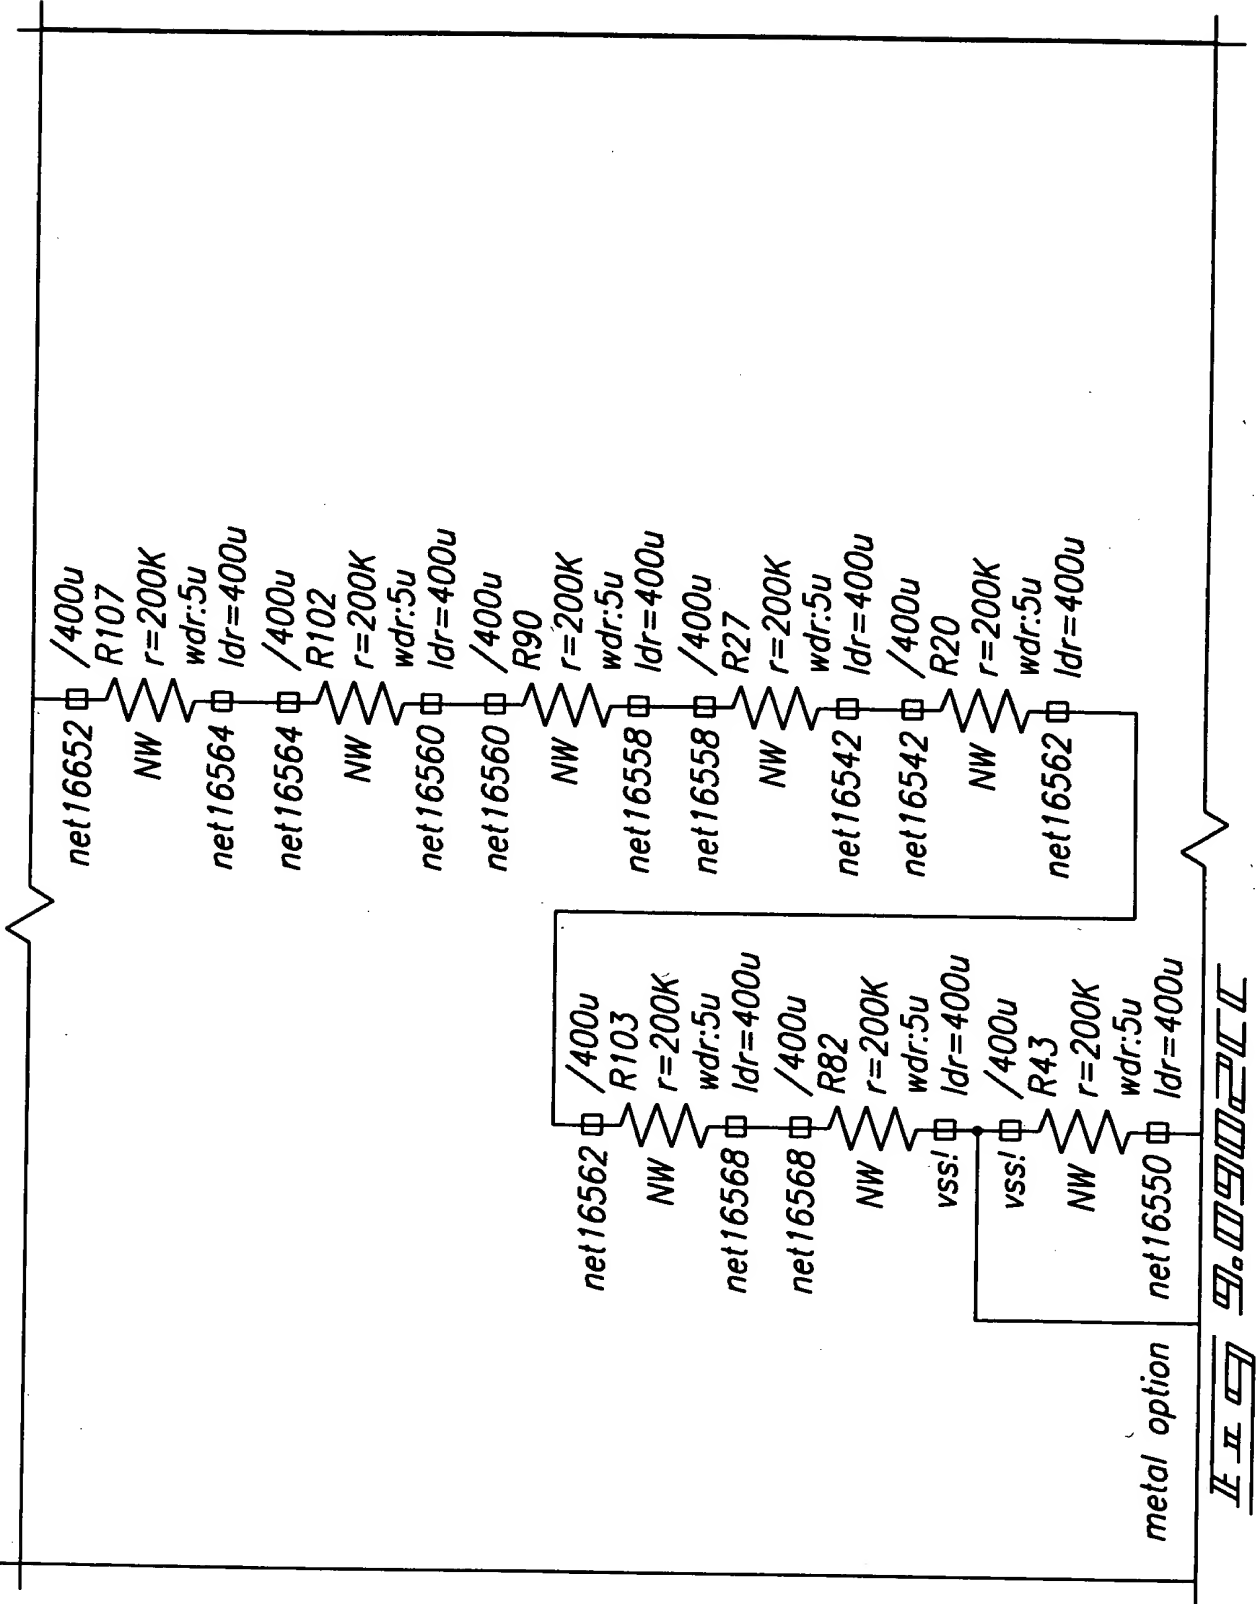 net16652
/400u
R107
NW
r=200K
wdr:5u
ldr=400u
net16564
net16564
/400u
R102
NW
r=200K
wdr:5u
ldr=400u
net16560
net16560
/400u
R90
NW
r=200K
wdr:5u
ldr=400u
net16558
net16558
/400u
R27
NW
r=200K
wdr:5u
ldr=400u
net16542
net16542
/400u
R20
NW
r=200K
wdr:5u
ldr=400u
net16562
net16562
/400u
R103
NW
r=200K
wdr:5u
ldr=400u
net16568
net16568
/400u
R82
NW
r=200K
wdr:5u
ldr=400u
vss!
vss!
/400u
R43
NW
r=200K
wdr:5u
ldr=400u
net16550
metal option
FIG 9.0902CC